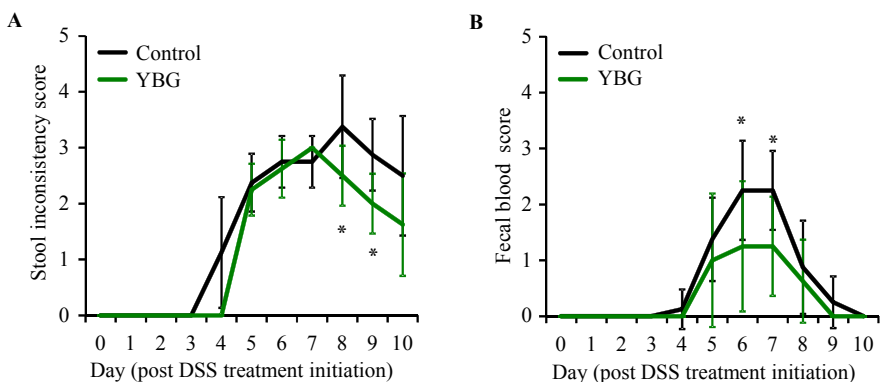 A
5
4
3
2
1
0
Stool inconsistency score
Control
YBG
*
*
0 1 2 3 4 5 6 7 8 9 10
Day (post DSS treatment initiation)
B
5
4
3
2
1
0
Fecal blood score
Control
YBG
*
*
0 1 2 3 4 5 6 7 8 9 10
Day (post DSS treatment initiation)